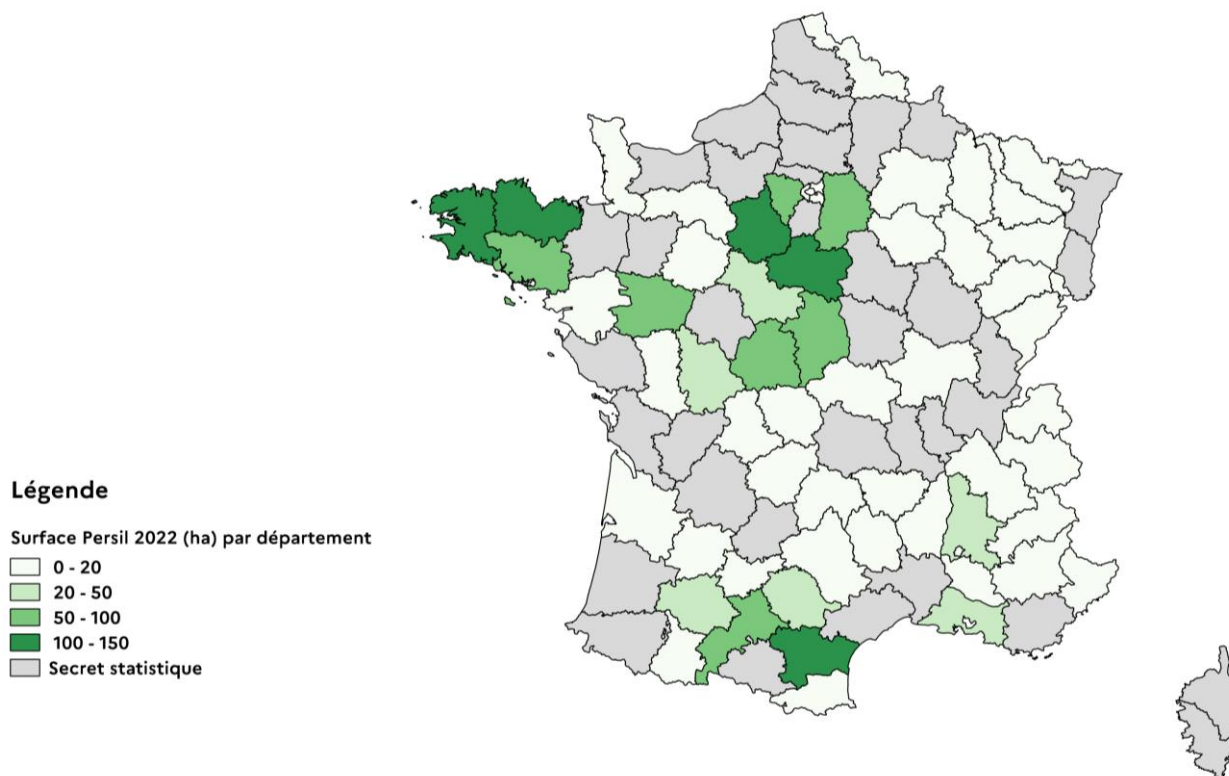 Légende
Surface Persil 2022 (ha) par département
0 - 20
20 - 50
50 - 100
100 - 150
Secret statistique